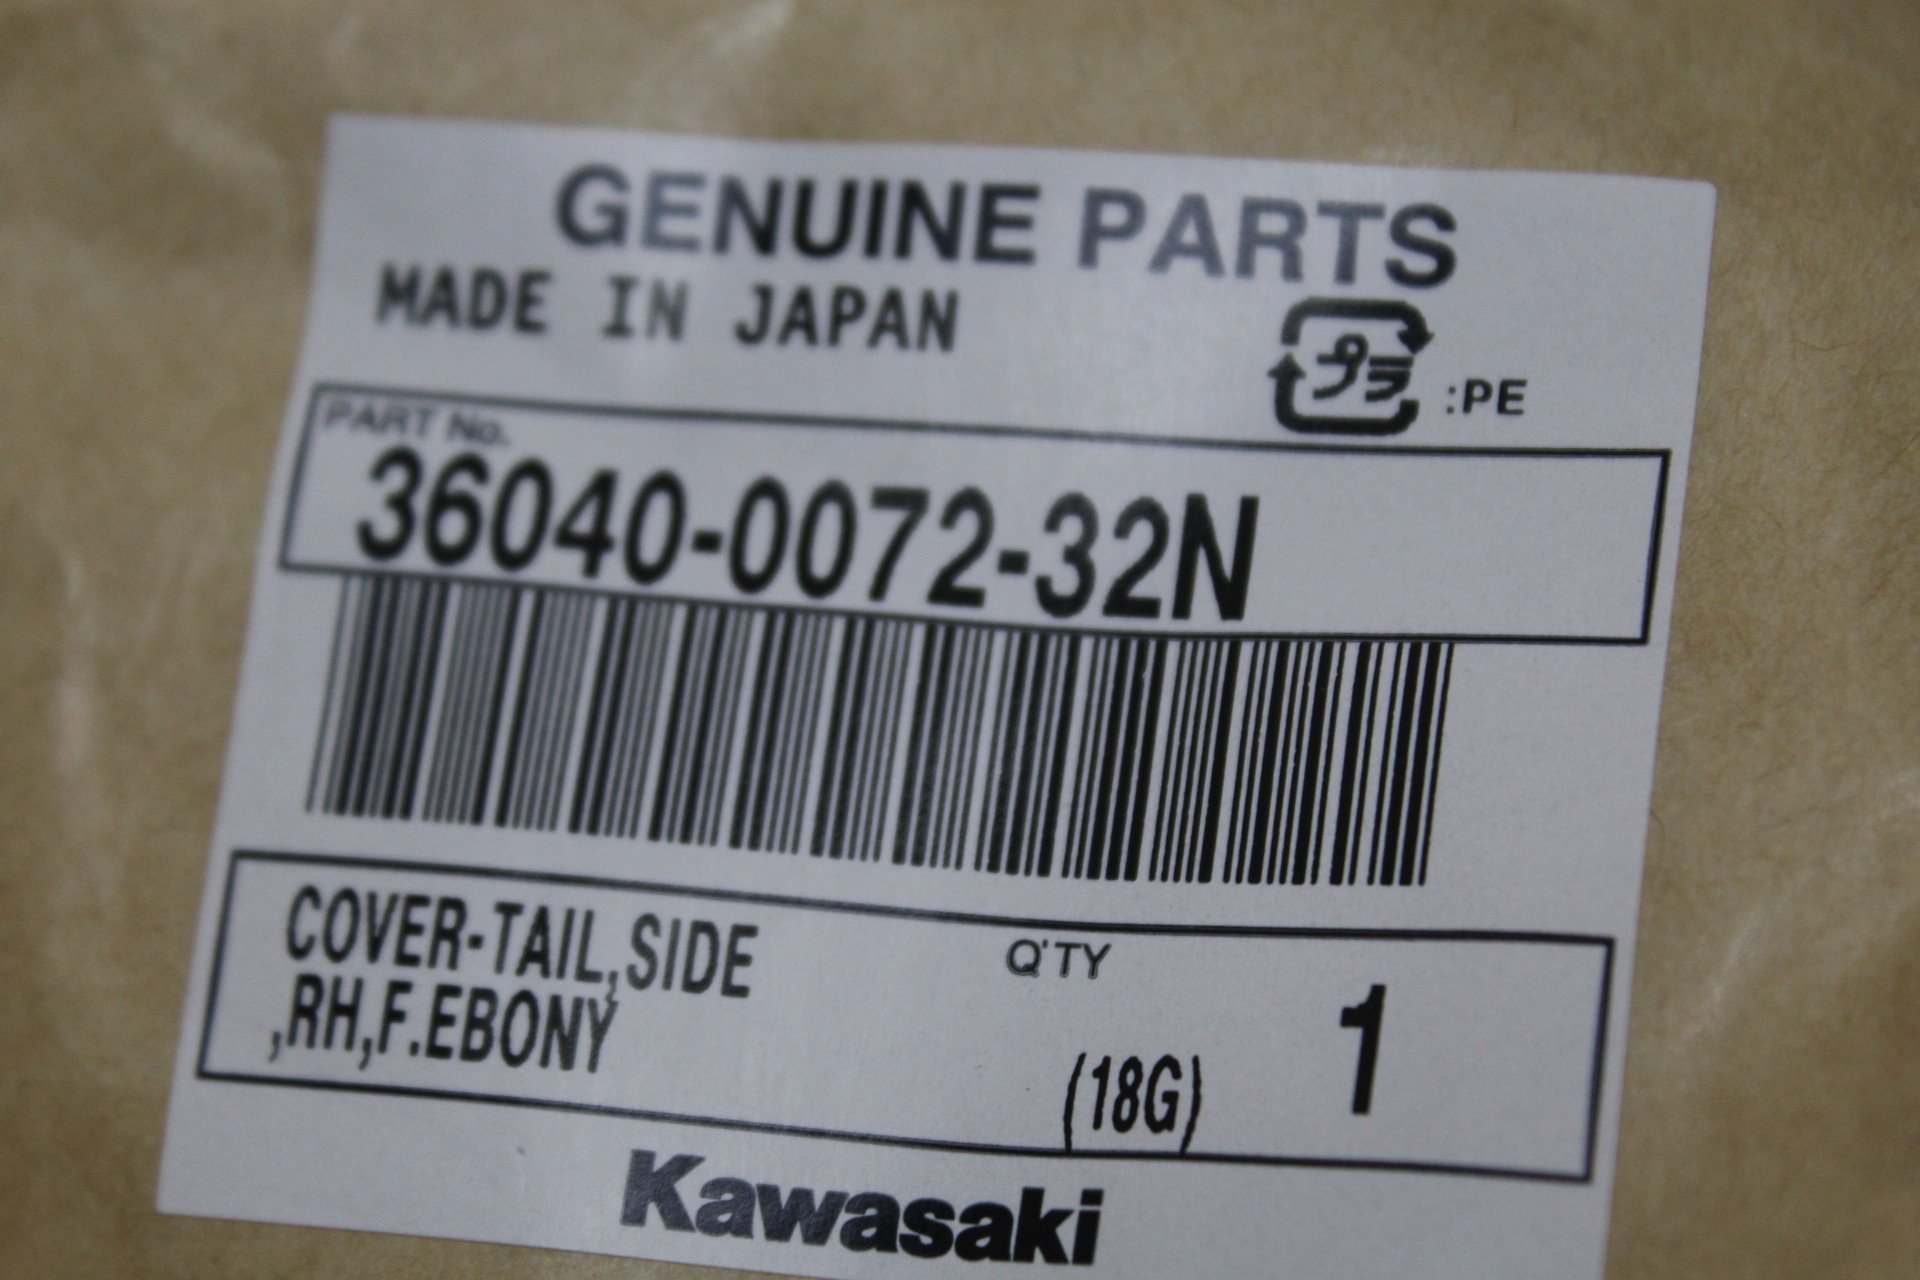 GENUINE PARTS
MADE IN JAPAN
プラ :PE
PART No.
36040-0072-32N
COVER-TAIL,SIDE
,RH,F.EBONY
Q'TY
(18G)
1
Kawasaki